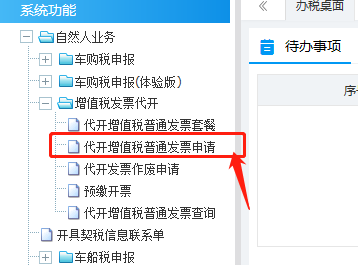 系统功能
自然人业务
车购税申报
车购税申报(体验版)
增值税发票代开
代开增值税普通发票套餐
代开增值税普通发票申请
代开发票作废申请
预缴开票
代开增值税普通发票查询
开具契税信息联系单
车船税申报
办税桌面
待办事项
序